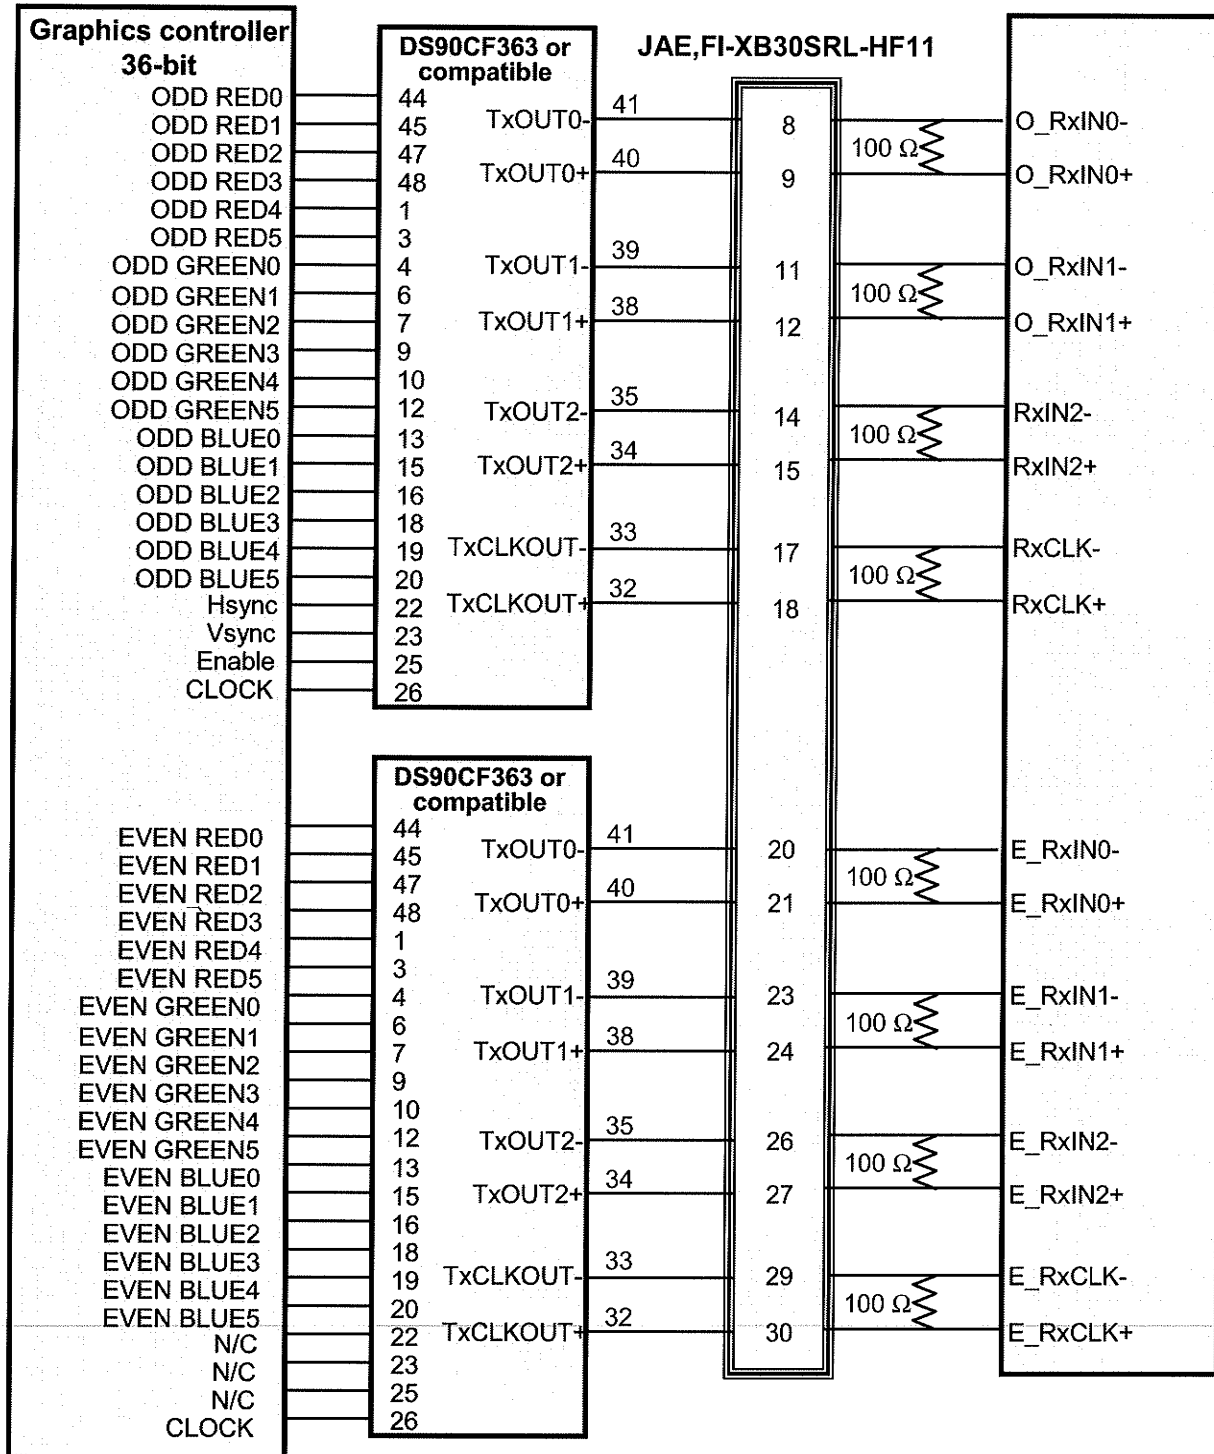 Graphics controller
36-bit
DS90CF363 or
compatible
JAE,FI-XB30SRL-HF11
ODD RED0 44
ODD RED1 45
ODD RED2 47
ODD RED3 48
ODD RED4 1
ODD RED5 3
ODD GREEN0 4
ODD GREEN1 6
ODD GREEN2 7
ODD GREEN3 9
ODD GREEN4 10
ODD GREEN5 12
ODD BLUE0 13
ODD BLUE1 15
ODD BLUE2 16
ODD BLUE3 18
ODD BLUE4 19
ODD BLUE5 20
Hsync 22
Vsync 23
Enable 25
CLOCK 26
TxOUT0- 41 8 O_RxIN0-
100 Ω
TxOUT0+ 40 9 O_RxIN0+
TxOUT1- 39 11 O_RxIN1-
100 Ω
TxOUT1+ 38 12 O_RxIN1+
TxOUT2- 35 14 RxIN2-
100 Ω
TxOUT2+ 34 15 RxIN2+
TxCLKOUT- 33 17 RxCLK-
100 Ω
TxCLKOUT+ 32 18 RxCLK+
DS90CF363 or
compatible
EVEN RED0 44
EVEN RED1 45
EVEN RED2 47
EVEN RED3 48
EVEN RED4 1
EVEN RED5 3
EVEN GREEN0 4
EVEN GREEN1 6
EVEN GREEN2 7
EVEN GREEN3 9
EVEN GREEN4 10
EVEN GREEN5 12
EVEN BLUE0 13
EVEN BLUE1 15
EVEN BLUE2 16
EVEN BLUE3 18
EVEN BLUE4 19
EVEN BLUE5 20
N/C 22
N/C 23
N/C 25
CLOCK 26
TxOUT0- 41 20 E_RxIN0-
100 Ω
TxOUT0+ 40 21 E_RxIN0+
TxOUT1- 39 23 E_RxIN1-
100 Ω
TxOUT1+ 38 24 E_RxIN1+
TxOUT2- 35 26 E_RxIN2-
100 Ω
TxOUT2+ 34 27 E_RxIN2+
TxCLKOUT- 33 29 E_RxCLK-
100 Ω
TxCLKOUT+ 32 30 E_RxCLK+